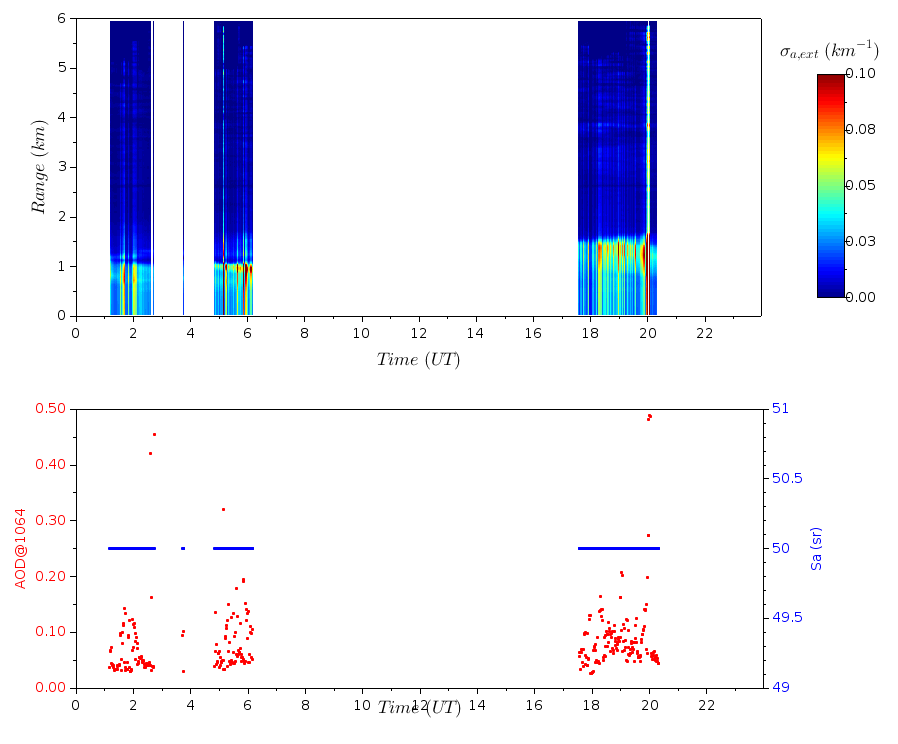 6
5
4
3
2
1
0
Range (km)
0 2 4 6 8 10 12 14 16 18 20 22
Time (UT)
σa,ext (km−1)
0.10
0.08
0.05
0.03
0.00
0.50
0.40
0.30
0.20
0.10
0.00
AOD@1064
51
50.5
50
49.5
49
Sa (sr)
0 2 4 6 8 10 12 14 16 18 20 22
Time (UT)